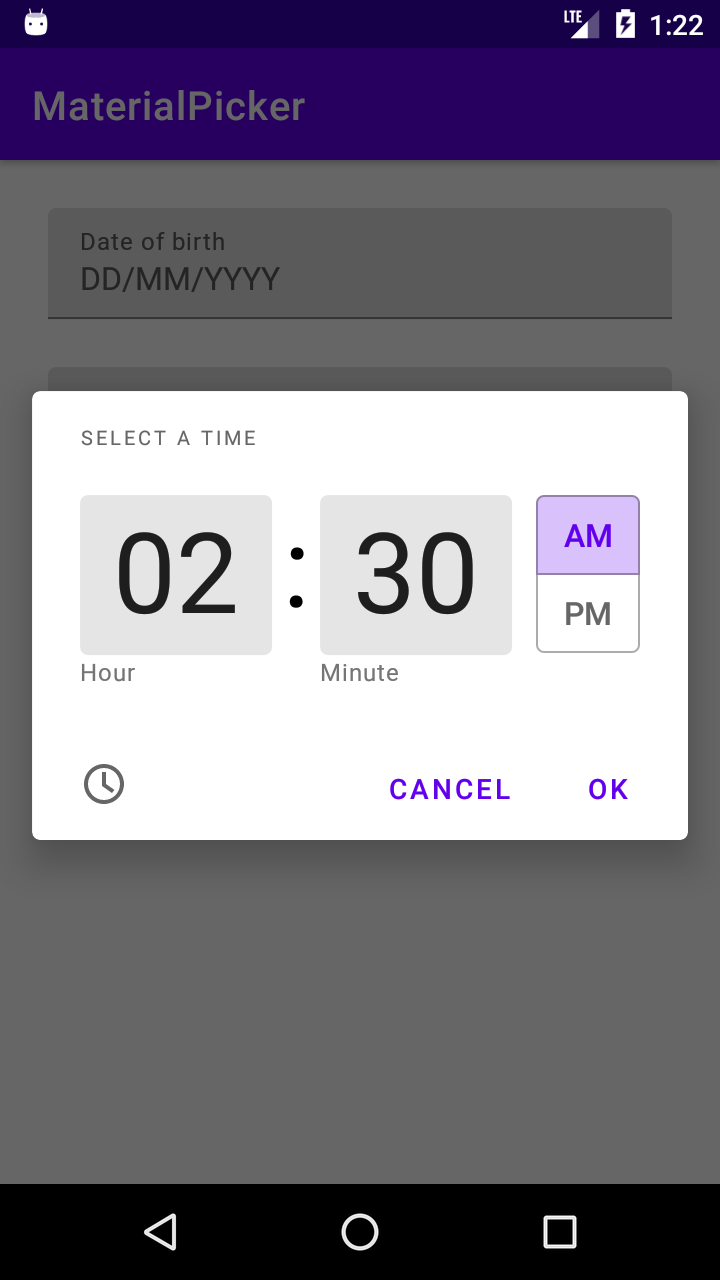 LTE 1:22
MaterialPicker
Date of birth
DD/MM/YYYY
SELECT A TIME
02 : 30
AM
PM
Hour Minute
CANCEL OK